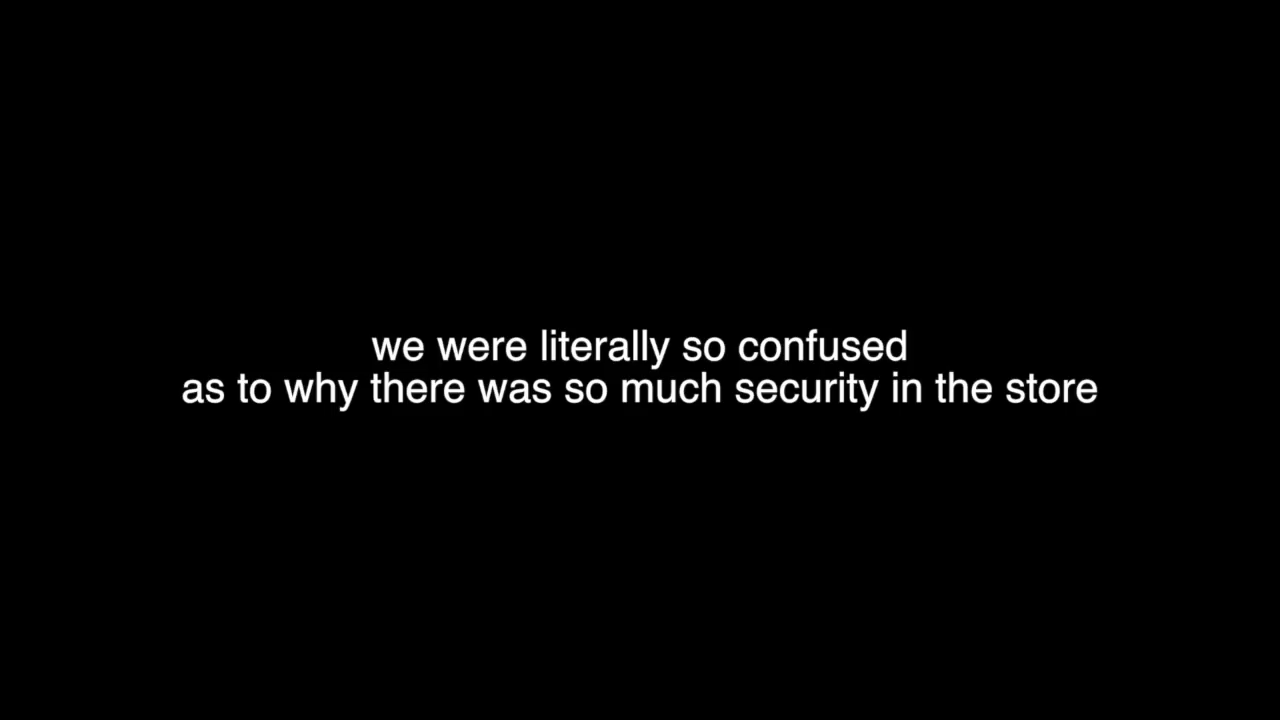 we were literally so confused
as to why there was so much security in the store